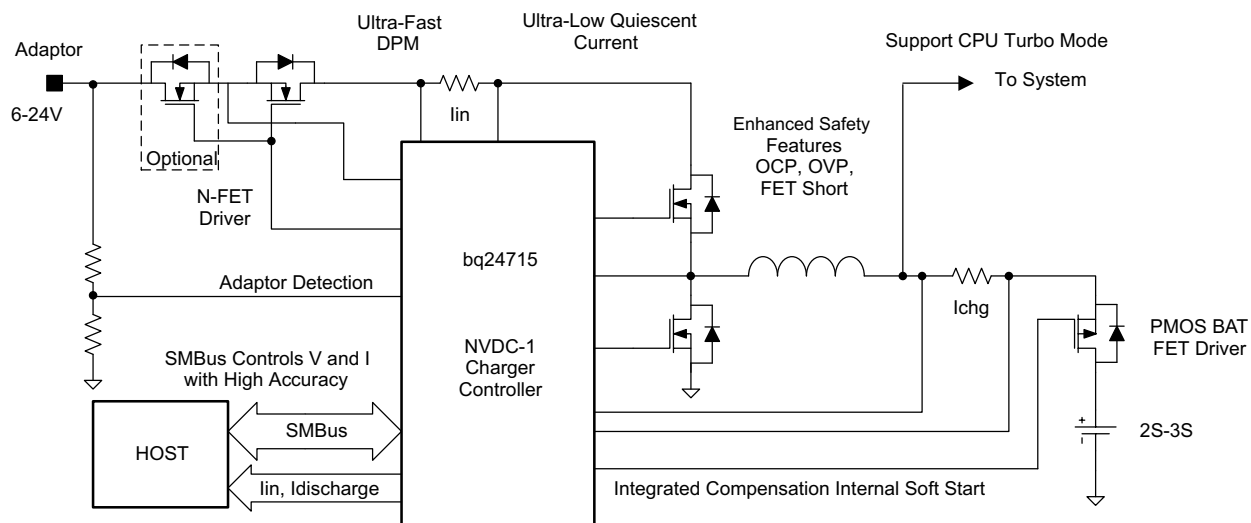 Ultra-Fast
DPM
Ultra-Low Quiescent
Current
Support CPU Turbo Mode
To System
Adaptor
6-24V
Optional
Iin
Enhanced Safety
Features
OCP, OVP,
FET Short
N-FET
Driver
bq24715
Adaptor Detection
Ichg
PMOS BAT
FET Driver
NVDC-1
Charger
Controller
SMBus Controls V and I
with High Accuracy
HOST
SMBus
+
-
2S-3S
Iin, Idischarge
Integrated Compensation Internal Soft Start